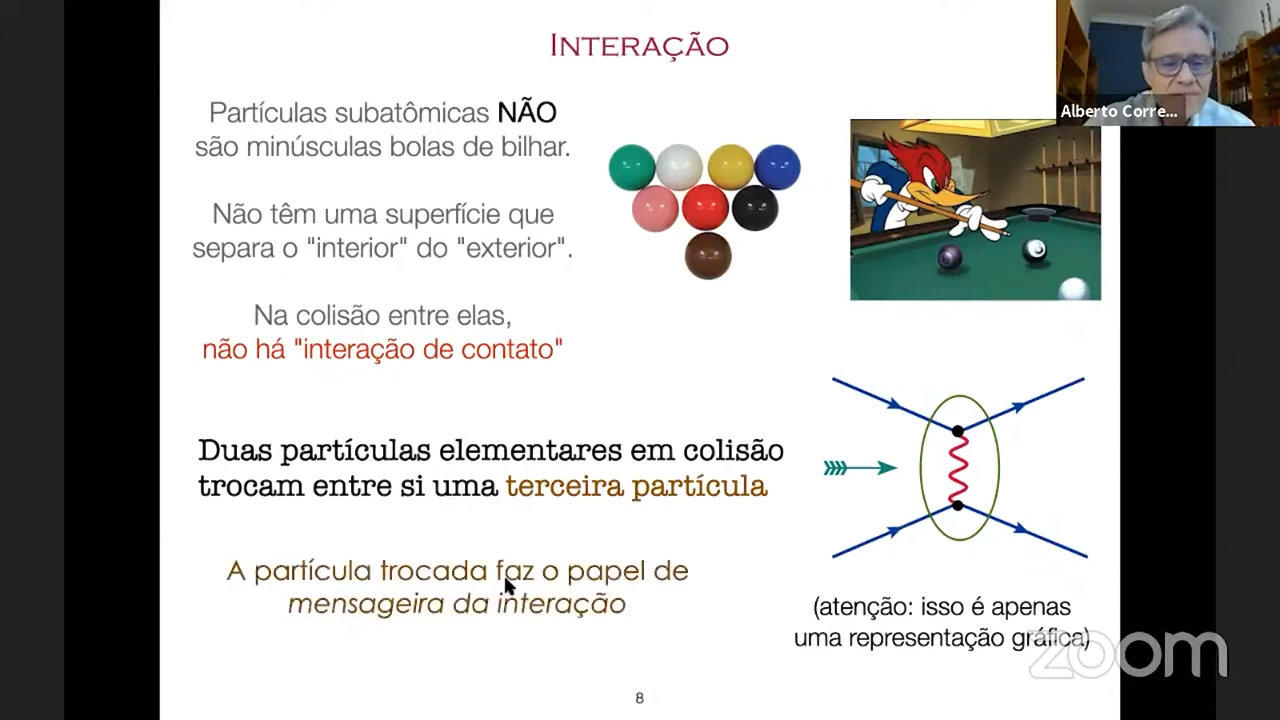 INTERAÇÃO
Partículas subatômicas NÃO
são minúsculas bolas de bilhar.
Não têm uma superfície que
separa o "interior" do "exterior".
Na colisão entre elas,
não há "interação de contato"
Duas partículas elementares em colisão
trocam entre si uma terceira partícula
A partícula trocada faz o papel de
mensageira da interação
Alberto Corre...
(atenção: isso é apenas
uma representação gráfica)
zoom
8